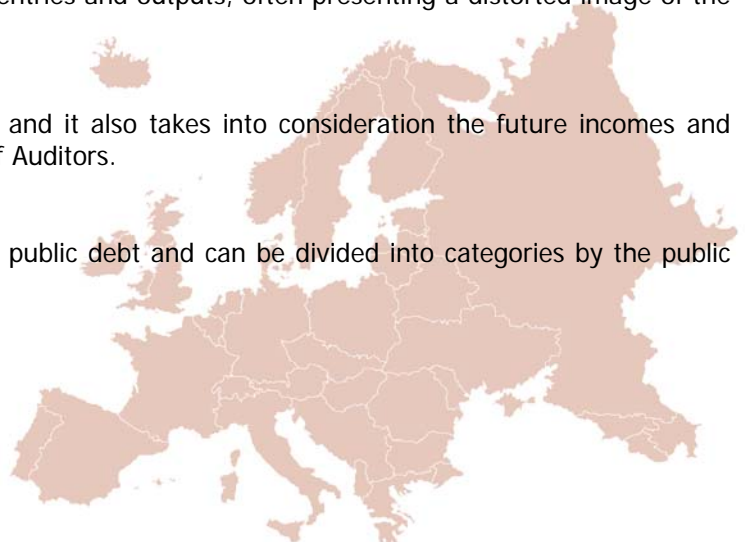 entries and outputs, often presenting a distorted image of the
and it also takes into consideration the future incomes and
f Auditors.
public debt and can be divided into categories by the public